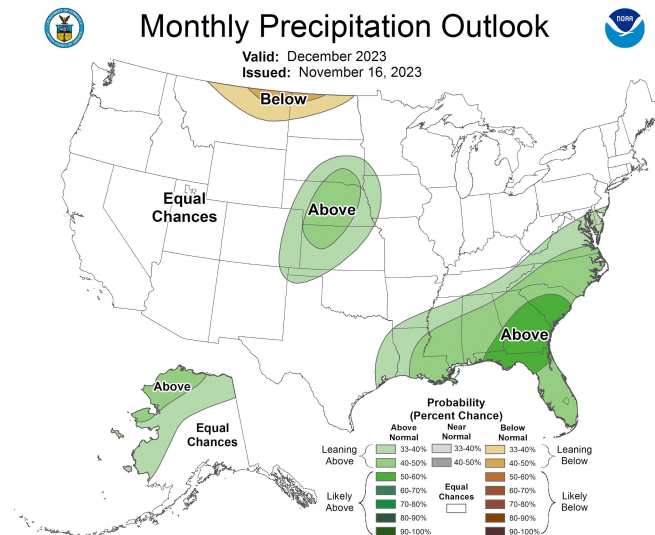 Monthly Precipitation Outlook
NOAA
Valid: December 2023
Issued: November 16, 2023
Below
Equal
Chances
Above
Above
Above
Equal
Chances
Probability
(Percent Chance)
Above
Normal
Near
Normal
Below
Normal
Leaning
Above
33-40%
33-40%
33-40%
Leaning
Below
40-50%
40-50%
40-50%
Likely
Above
50-60%
Equal
Chances
50-60%
Likely
Below
60-70%
60-70%
70-80%
70-80%
80-90%
80-90%
90-100%
90-100%